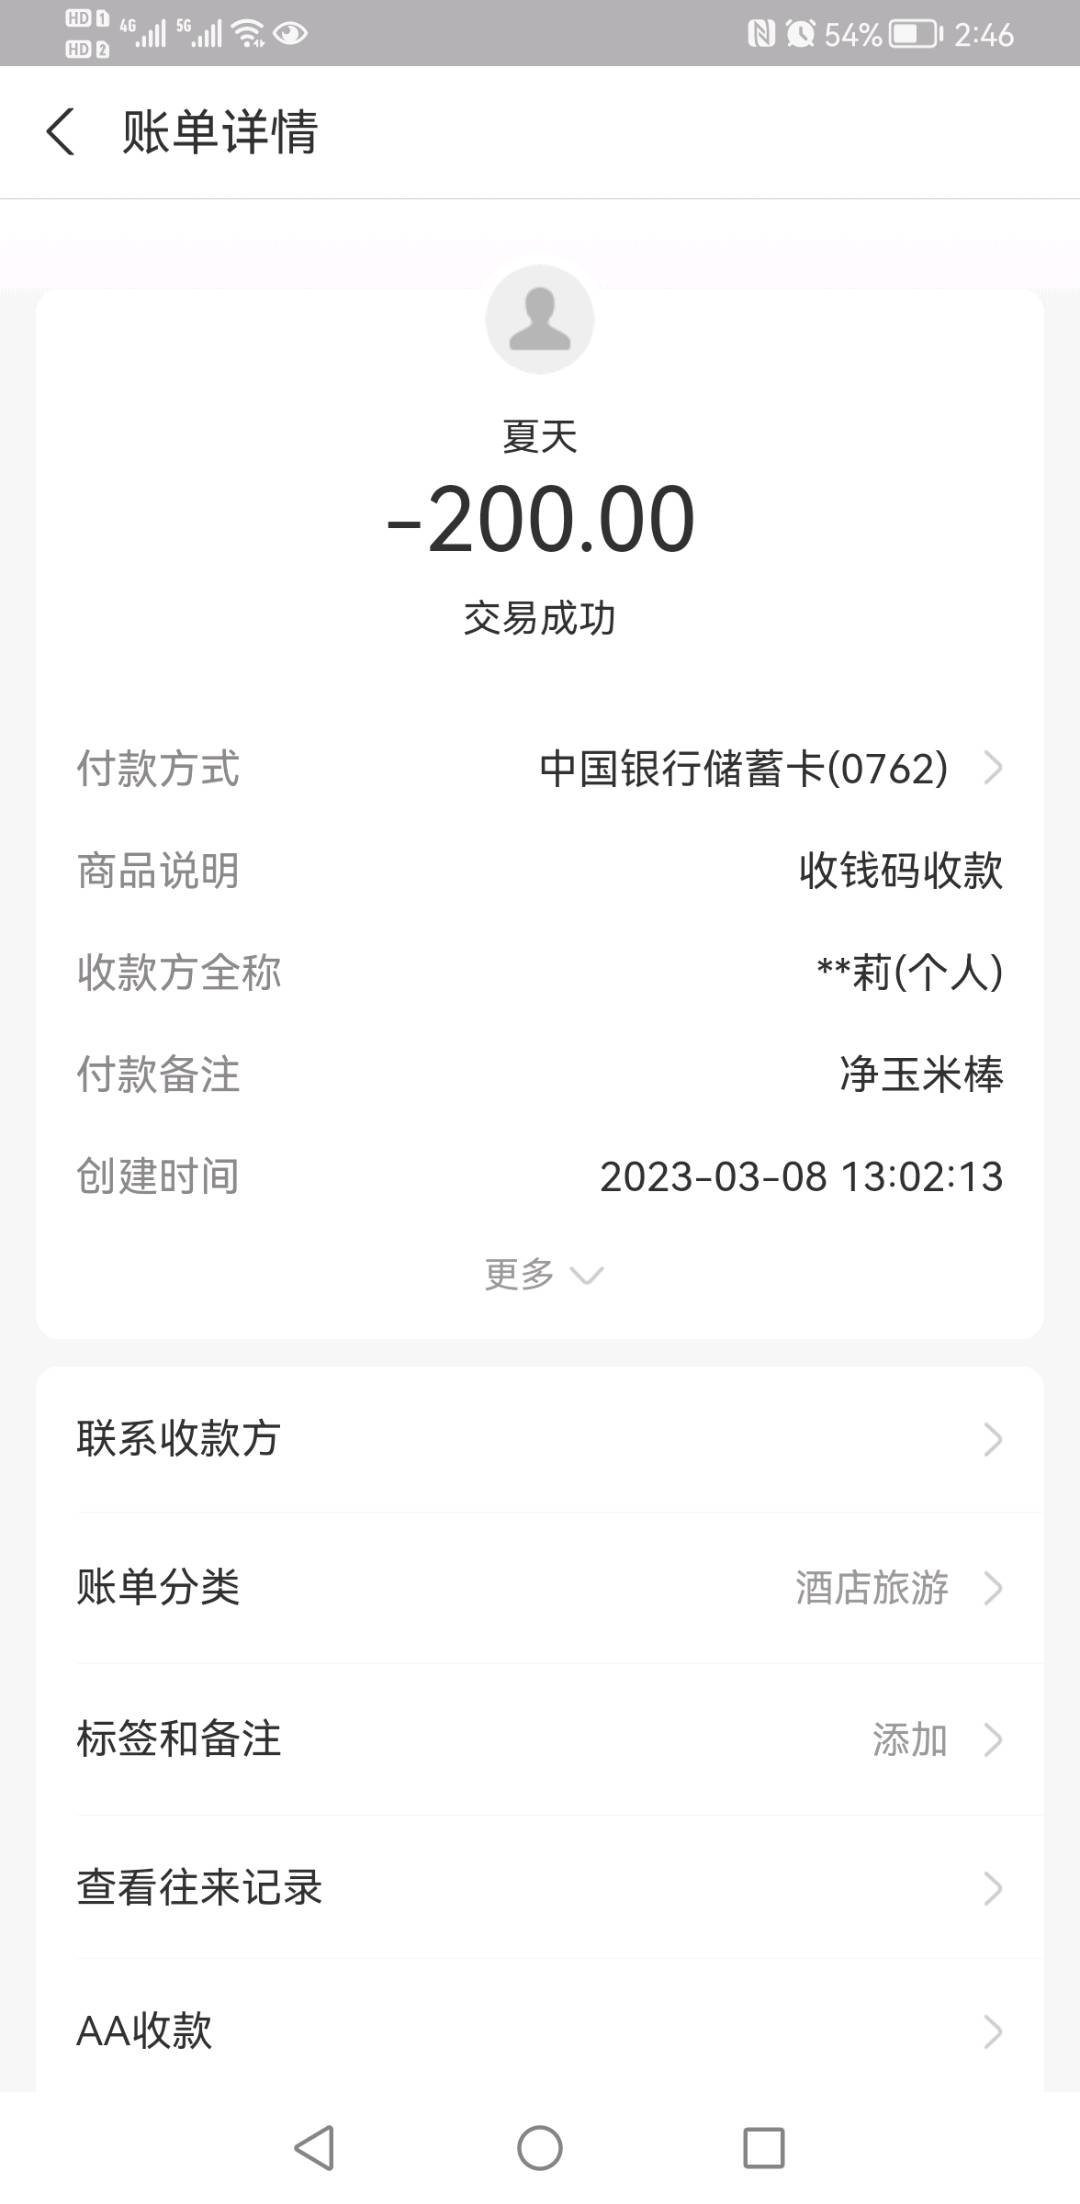 HD 1 4G 5G 54% 2:46
HD 2
账单详情
夏天
-200.00
交易成功
付款方式 中国银行储蓄卡(0762)
商品说明 收钱码收款
收款方全称 **莉(个人)
付款备注 净玉米棒
创建时间 2023-03-08 13:02:13
更多
联系收款方
账单分类 酒店旅游
标签和备注 添加
查看往来记录
AA收款